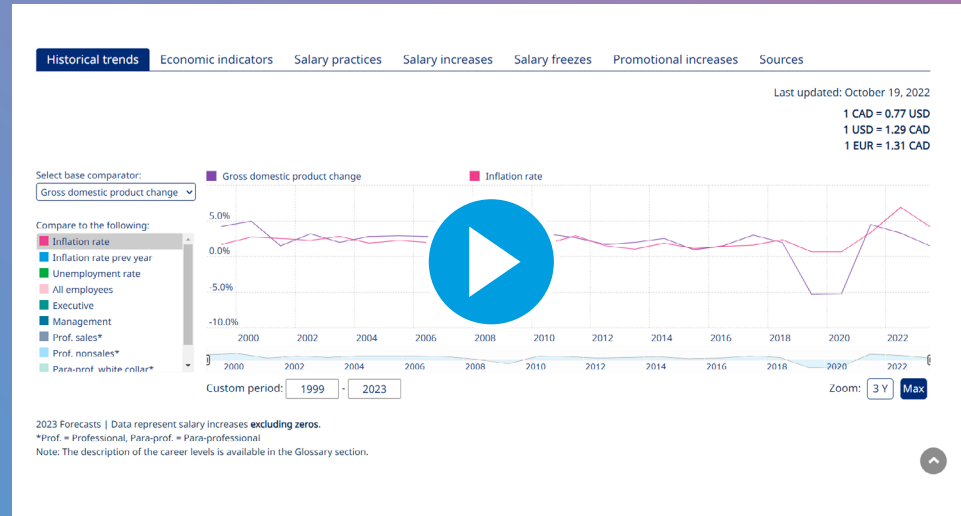 Historical trends Economic indicators Salary practices Salary increases Salary freezes Promotional increases Sources
Last updated: October 19, 2022
1 CAD = 0.77 USD
1 USD = 1.29 CAD
1 EUR = 1.31 CAD
Select base comparator:
Gross domestic product change
Compare to the following:
Inflation rate
Inflation rate prev year
Unemployment rate
All employees
Executive
Management
Prof. sales*
Prof. nonsales*
Para-prof. white collar*
Gross domestic product change Inflation rate
5.0%
0.0%
-5.0%
-10.0%
2000 2002 2004 2006 2008 2010 2012 2014 2016 2018 2020 2022
2000 2002 2004 2006 2008 2010 2012 2014 2016 2018 2020 2022
Custom period: 1999 - 2023 Zoom: 3 Y Max
2023 Forecasts | Data represent salary increases excluding zeros.
*Prof. = Professional, Para-prof. = Para-professional
Note: The description of the career levels is available in the Glossary section.